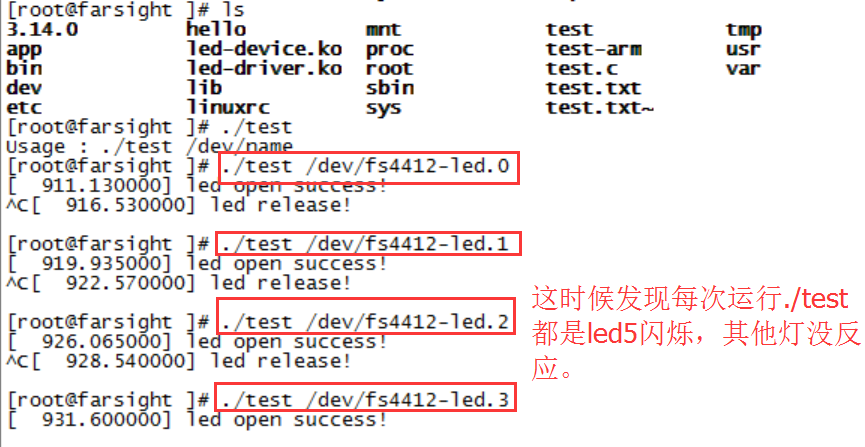 [root@farsight ]# ls
3.14.0 hello mnt test tmp
app led-device.ko proc test-arm usr
bin led-driver.ko root test.c var
dev lib sbin test.txt
etc linuxrc sys test.txt~
[root@farsight ]# ./test
Usage : ./test /dev/name
[root@farsight ]# ./test /dev/fs4412-led.0
[  911.130000] led open success!
^C[  916.530000] led release!
[root@farsight ]# ./test /dev/fs4412-led.1
[  919.935000] led open success!
^C[  922.570000] led release!
[root@farsight ]# ./test /dev/fs4412-led.2
[  926.065000] led open success!
^C[  928.540000] led release!
[root@farsight ]# ./test /dev/fs4412-led.3
[  931.600000] led open success!
这时候发现每次运行./test
都是led5闪烁，其他灯没反
应。